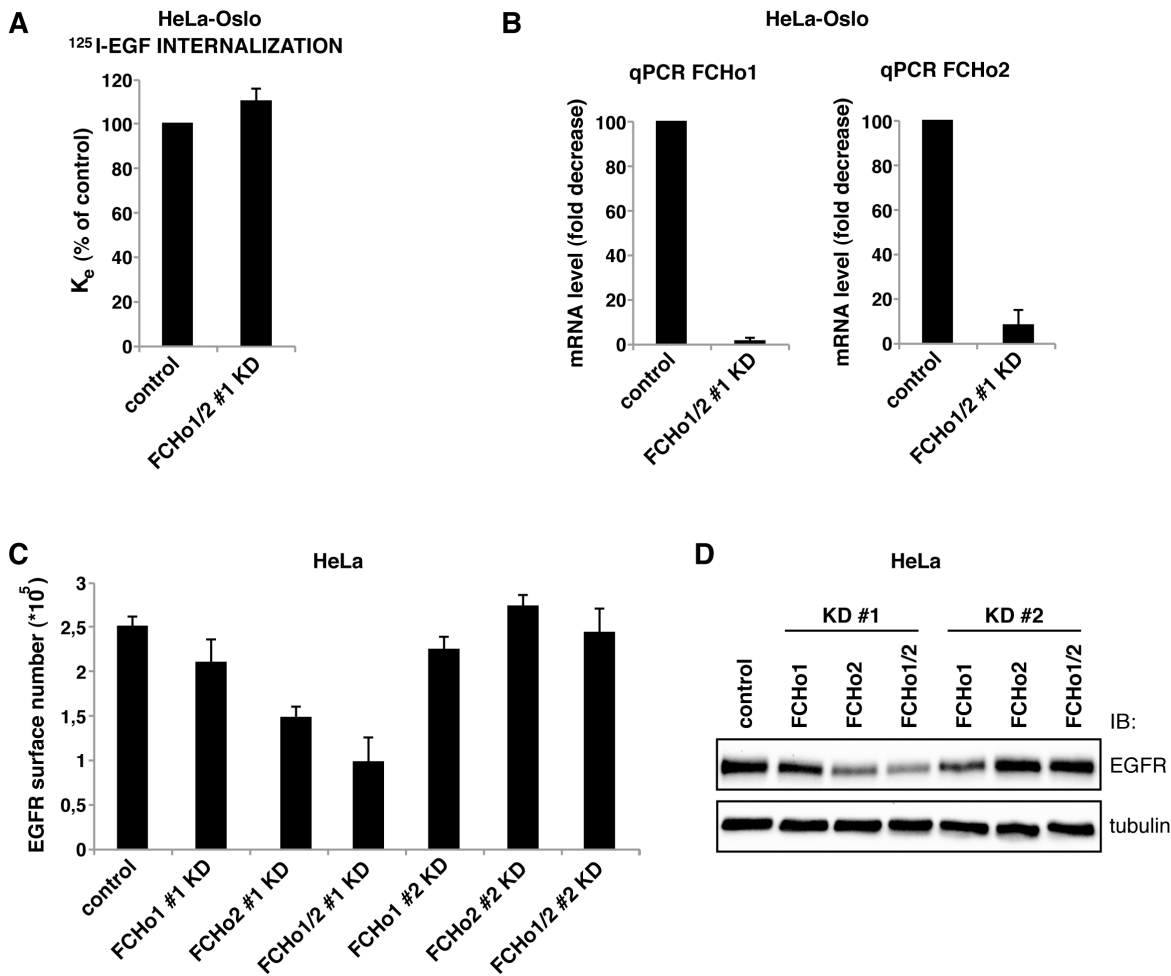 A
HeLa-Oslo
125 I-EGF INTERNALIZATION
Ke (% of control)
120
100
80
60
40
20
0
control
FCHo1/2 #1 KD
B
HeLa-Oslo
qPCR FCHo1
mRNA level (fold decrease)
100
80
60
40
20
0
control
FCHo1/2 #1 KD
qPCR FCHo2
mRNA level (fold decrease)
100
80
60
40
20
0
control
FCHo1/2 #1 KD
C
HeLa
EGFR surface number (*10^5)
3
2,5
2
1,5
1
0,5
0
control
FCHo1 #1 KD
FCHo2 #1 KD
FCHo1/2 #1 KD
FCHo1 #2 KD
FCHo2 #2 KD
FCHo1/2 #2 KD
D
HeLa
KD #1
KD #2
control
FCHo1
FCHo2
FCHo1/2
FCHo1
FCHo2
FCHo1/2
IB:
EGFR
tubulin